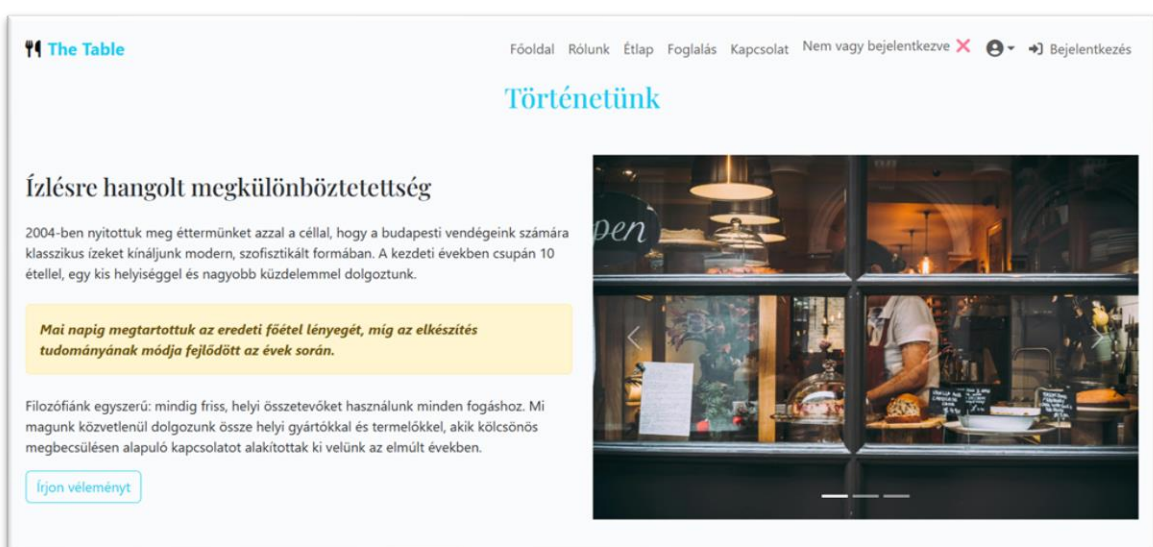 The Table
Főoldal Rólunk Étlap Foglalás Kapcsolat Nem vagy bejelentkezve Bejelentkezés
Történetünk
Ízlésre hangolt megkülönböztetettség
2004-ben nyitottuk meg éttermünket azzal a céllal, hogy a budapesti vendégeink számára
klasszikus ízeket kínáljunk modern, szofisztikált formában. A kezdeti években csupán 10
étellel, egy kis helyiséggel és nagyobb küzdelemmel dolgoztunk.
Mai napig megtartottuk az eredeti főétel lényegét, míg az elkészítés
tudományának módja fejlődött az évek során.
Filozófiánk egyszerű: mindig friss, helyi összetevőket használunk minden fogáshoz. Mi
magunk közvetlenül dolgozunk össze helyi gyártókkal és termelőkkel, akik kölcsönös
megbecsülésen alapuló kapcsolatot alakítottak ki velünk az elmúlt években.
Írjon véleményt
pen